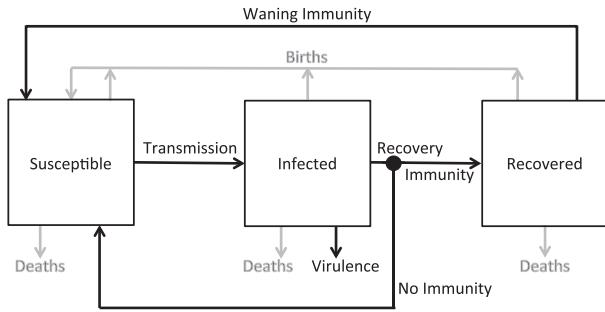 Waning Immunity
Births
Susceptible
Transmission
Infected
Recovery
Immunity
Recovered
Deaths
Deaths
Virulence
No Immunity
Deaths